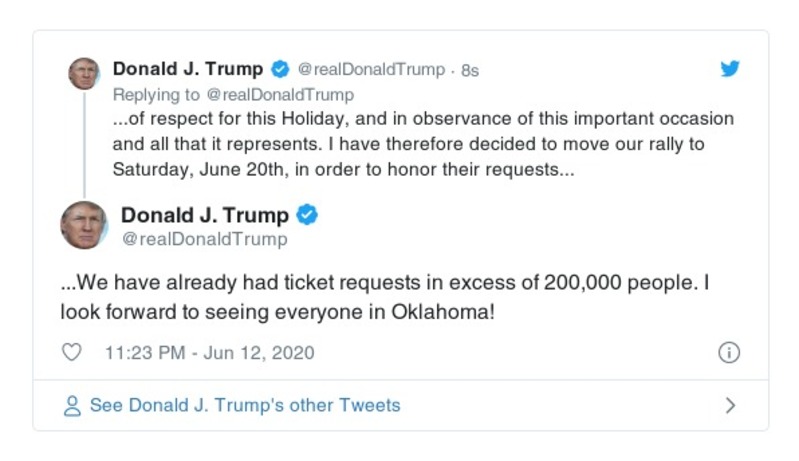 Donald J. Trump @realDonaldTrump · 8s
Replying to @realDonaldTrump
...of respect for this Holiday, and in observance of this important occasion
and all that it represents. I have therefore decided to move our rally to
Saturday, June 20th, in order to honor their requests...
Donald J. Trump
@realDonaldTrump
...We have already had ticket requests in excess of 200,000 people. I
look forward to seeing everyone in Oklahoma!
11:23 PM - Jun 12, 2020
See Donald J. Trump's other Tweets